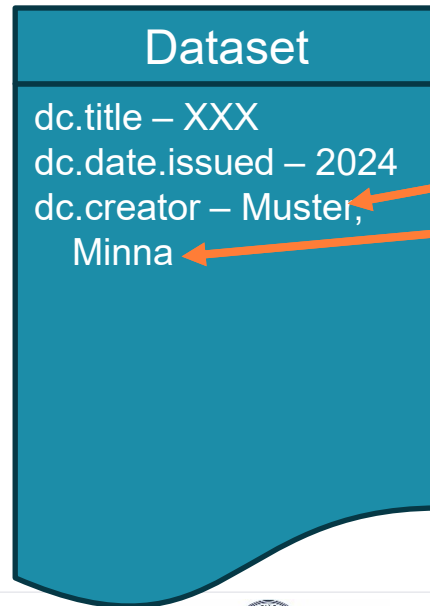 Dataset
dc.title – XXX
dc.date.issued – 2024
dc.creator – Muster,
Minna